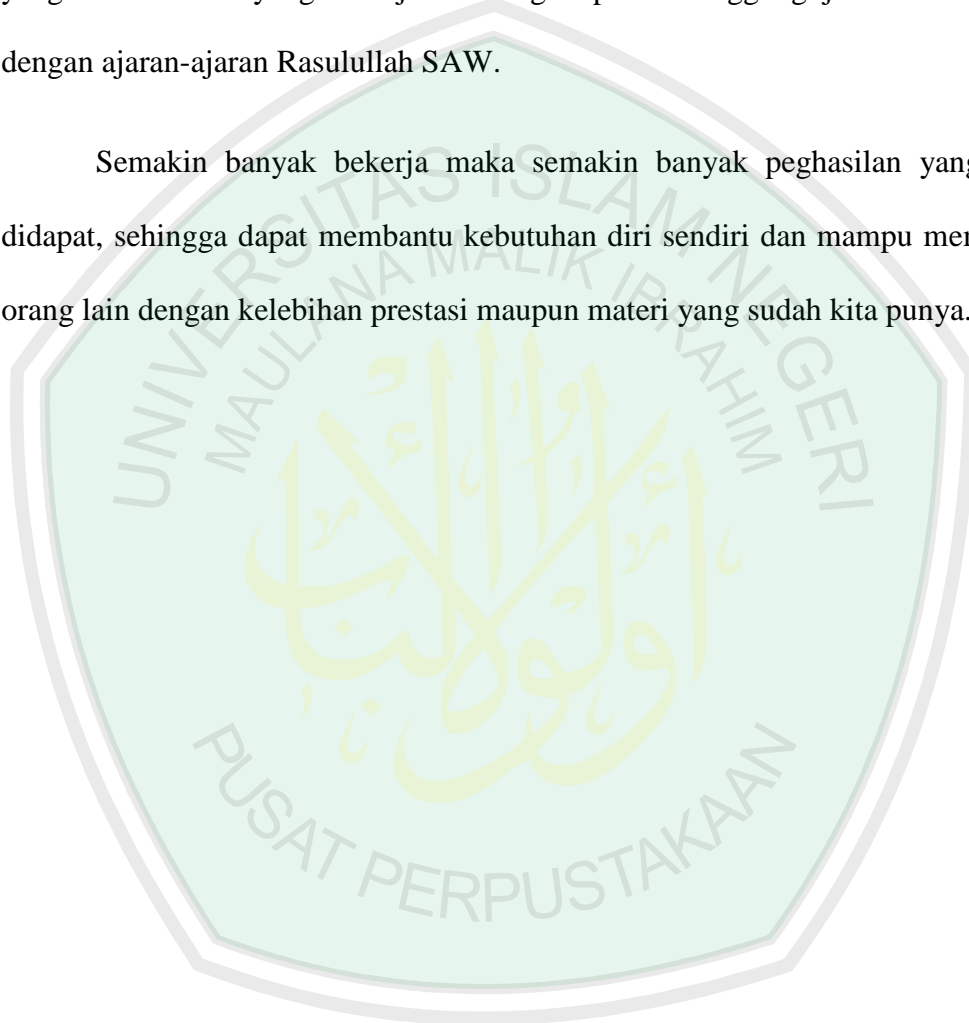 dengan ajaran-ajaran Rasulullah SAW.
Semakin banyak bekerja maka semakin banyak peghasilan yang
didapat, sehingga dapat membantu kebutuhan diri sendiri dan mampu
orang lain dengan kelebihan prestasi maupun materi yang sudah kita punya.
UNIVERSITAS ISLAM NEGERI
MAULANA MALIK IBRAHIM
PUSAT PERPUSTAKAAN